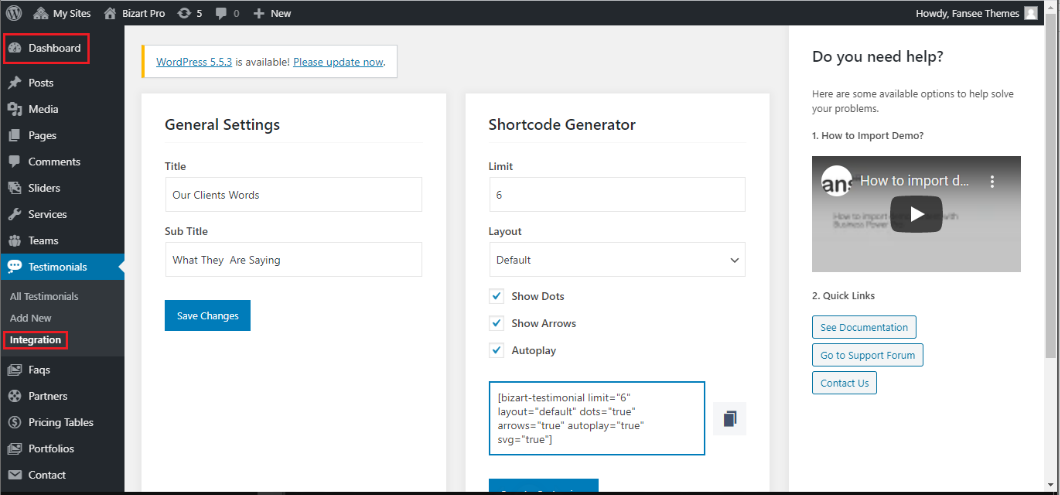 My Sites
Bizart Pro
5
0
New
Howdy, Fansee Themes
Dashboard
Posts
Media
Pages
Comments
Sliders
Services
Teams
Testimonials
All Testimonials
Add New
Integration
Faqs
Partners
Pricing Tables
Portfolios
Contact
WordPress 5.5.3 is available! Please update now.
General Settings
Title
Our Clients Words
Sub Title
What They  Are Saying
Save Changes
Shortcode Generator
Limit
6
Layout
Default
Show Dots
Show Arrows
Autoplay
[bizart-testimonial limit="6"
layout="default" dots="true"
arrows="true" autoplay="true"
svg="true"]
Do you need help?
Here are some available options to help solve
your problems.
1. How to Import Demo?
How to import d...
How to import
2. Quick Links
See Documentation
Go to Support Forum
Contact Us